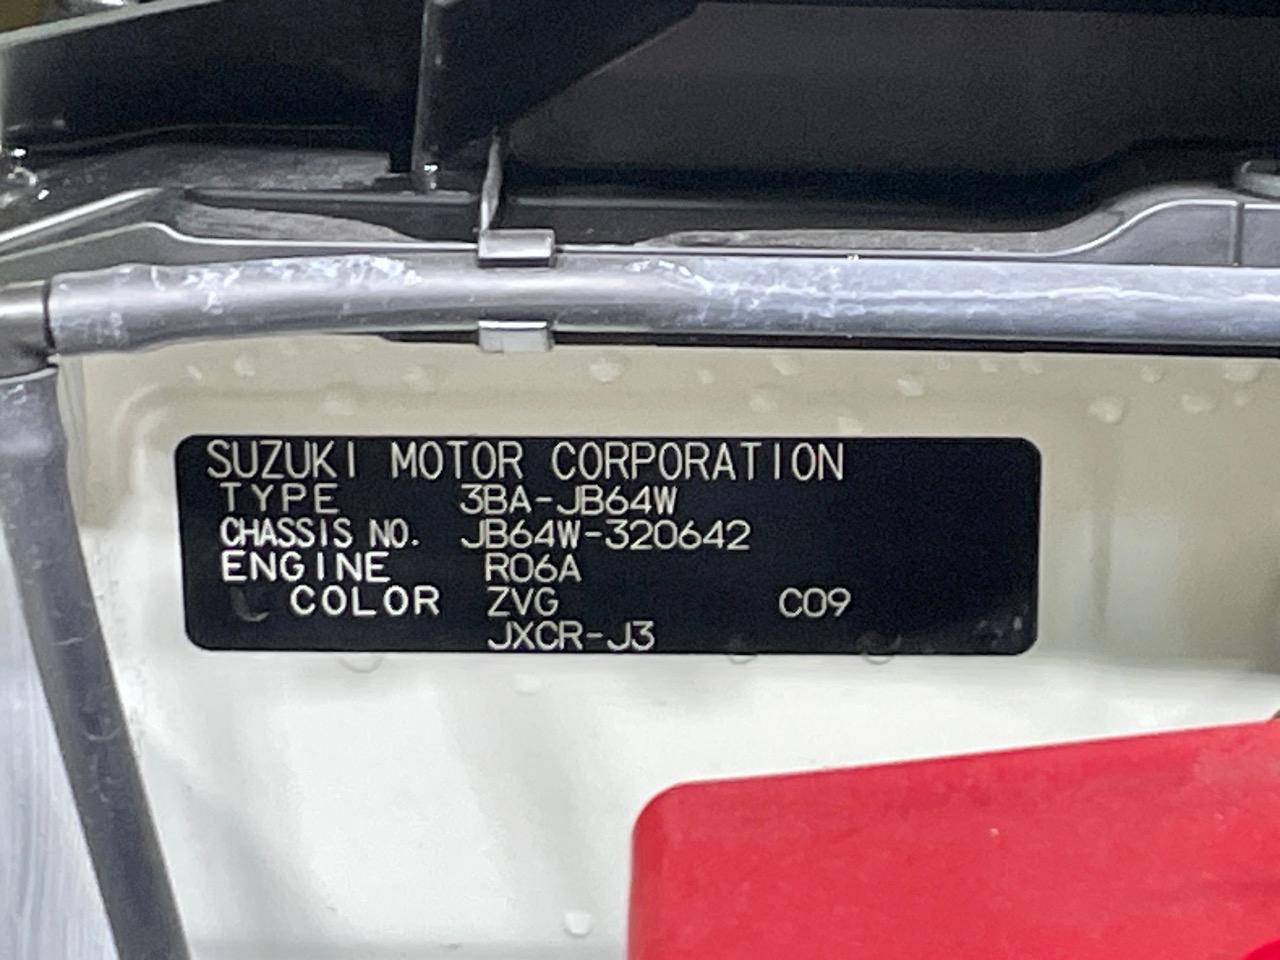 SUZUKI MOTOR CORPORATION
TYPE 3BA-JB64W
CHASSIS NO. JB64W-320642
ENGINE R06A
COLOR ZVG C09
JXCR-J3